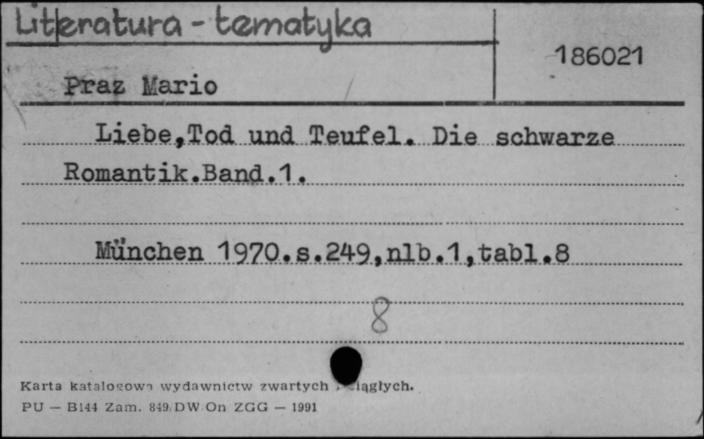 Literatura - tematyka
186021
Praz Mario
Liebe,Tod und Teufel. Die schwarze
Romantik.Band.1.
München 1970.s.249,nlb.1,tabl.8
8
Karta katalogowa wydawnictw zwartych ciągłych.
PU — B144 Zam. 849/DW On ZGG — 1991